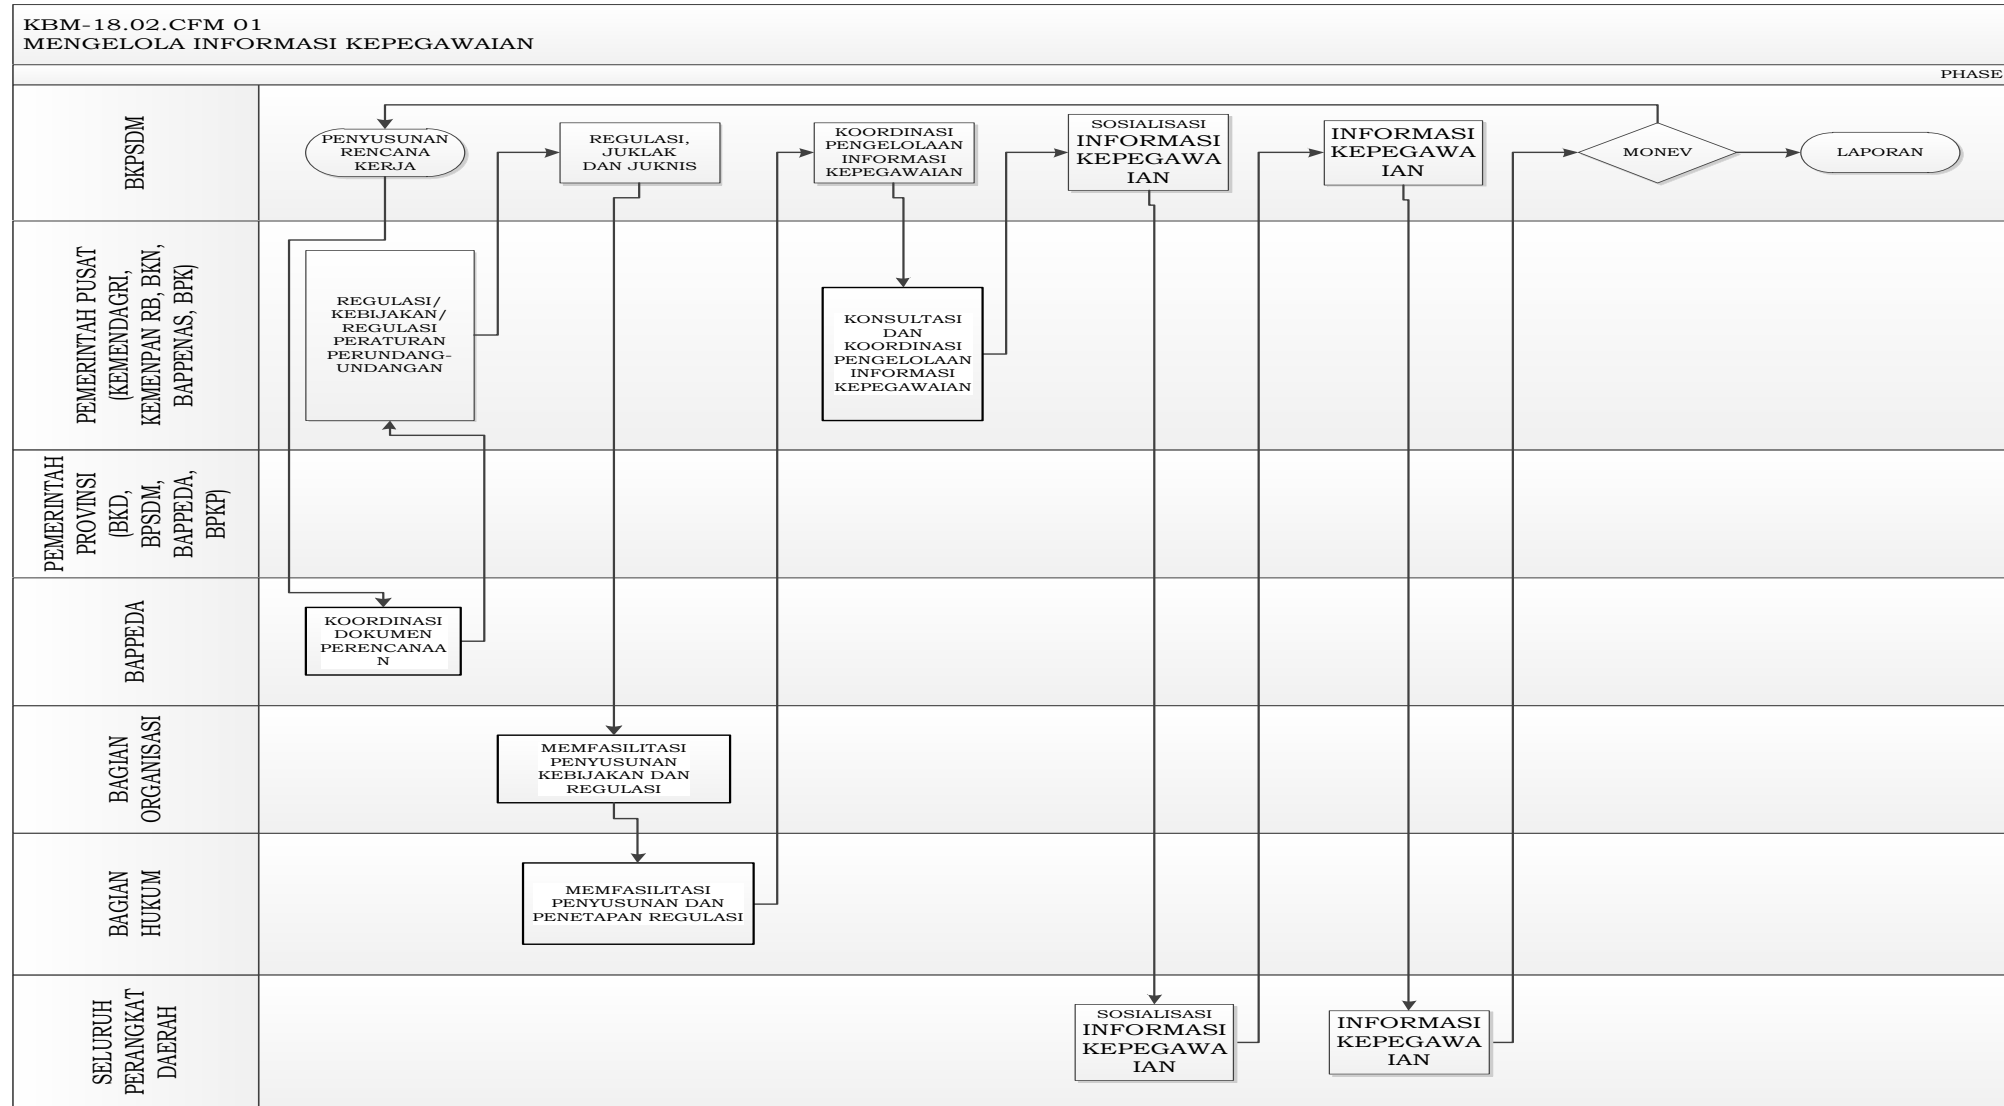 KBM-18.02.CFM 01
MENGELOLA INFORMASI KEPEGAWAIAN
PHASE
BKPSDM
PENYUSUNAN
RENCANA
KERJA
REGULASI,
JUKLAK
DAN JUKNIS
KOORDINASI
PENGELOLAAN
INFORMASI
KEPEGAWAIAN
SOSIALISASI
INFORMASI
KEPEGAWA
IAN
INFORMASI
KEPEGAWA
IAN
MONEV
LAPORAN
PEMERINTAH PUSAT
(KEMENDAGRI,
KEMENPAN RB, BKN,
BAPPENAS, BPK)
REGULASI/
KEBIJAKAN/
REGULASI
PERATURAN
PERUNDANG-
UNDANGAN
KONSULTASI
DAN
KOORDINASI
PENGELOLAAN
INFORMASI
KEPEGAWAIAN
PEMERINTAH
PROVINSI
(BKD,
BPSDM,
BAPPEDA,
BPKP)
BAPPEDA
KOORDINASI
DOKUMEN
PERENCANAA
N
BAGIAN
ORGANISASI
MEMFASILITASI
PENYUSUNAN
KEBIJAKAN DAN
REGULASI
BAGIAN
HUKUM
MEMFASILITASI
PENYUSUNAN DAN
PENETAPAN REGULASI
SELURUH
PERANGKAT
DAERAH
SOSIALISASI
INFORMASI
KEPEGAWA
IAN
INFORMASI
KEPEGAWA
IAN